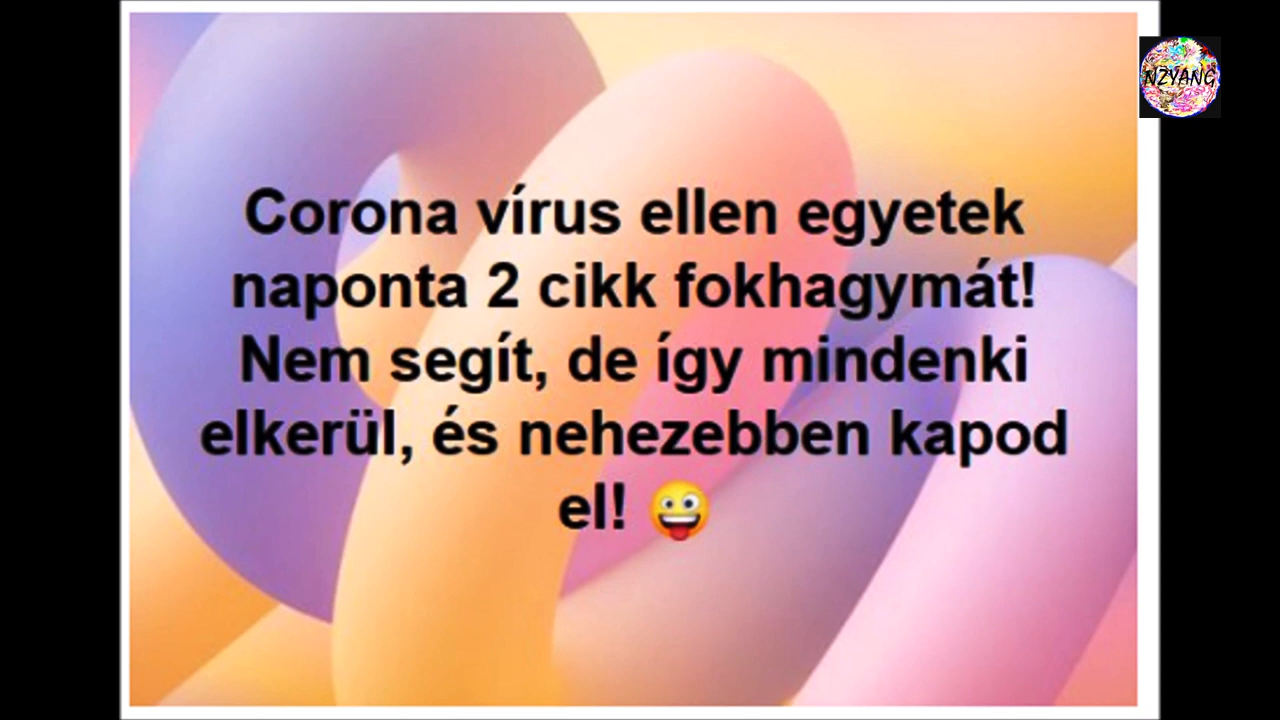 NZYANG
Corona vírus ellen egyetek
naponta 2 cikk fokhagymát!
Nem segít, de így mindenki
elkerül, és nehezebben kapod
el! 🤪